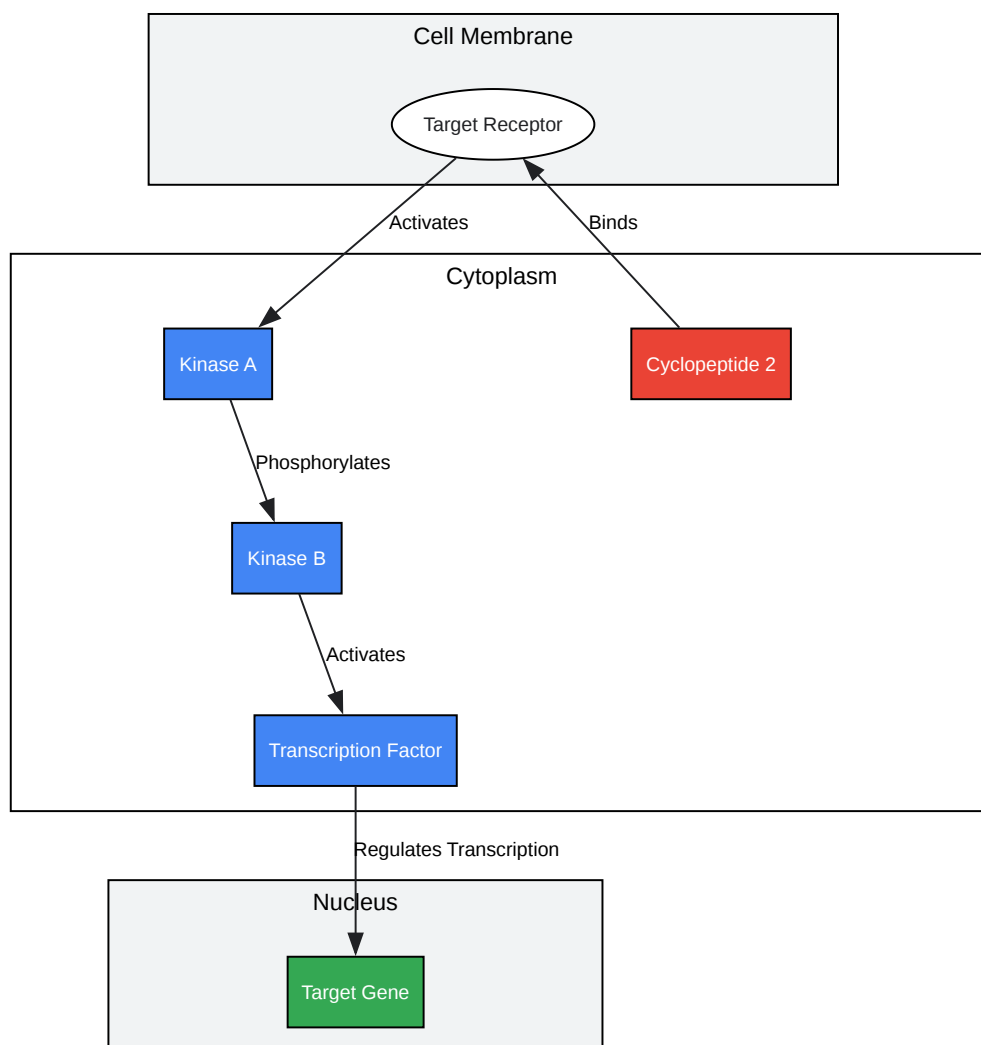 Cell Membrane
Target Receptor
Activates
Binds
Cytoplasm
Kinase A
Cyclopeptide 2
Phosphorylates
Kinase B
Activates
Transcription Factor
Regulates Transcription
Nucleus
Target Gene